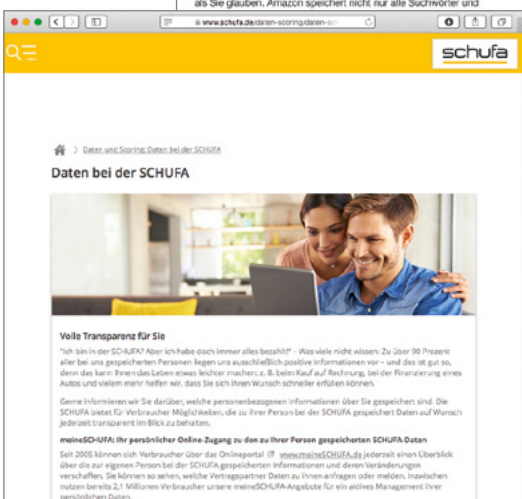 als Sie glauben. Amazon speichert nicht nur alle Suchwörter und
www.schufa.de/daten-scoring/daten-sc
schufa
> Daten und Scoring: Daten bei der SCHUFA
Daten bei der SCHUFA
Volle Transparenz für Sie
"Ich bin in der SCHUFA? Aber ich habe doch immer alles bezahlt!" – Was viele nicht wissen: Zu über 90 Prozent
aller bei uns gespeicherten Personen liegen uns ausschließlich positive Informationen vor – und das ist gut so,
denn das kann Ihnen das Leben etwas leichter machen: z. B. beim Kauf auf Rechnung, bei der Finanzierung eines
Autos und vielem mehr helfen wir, dass Sie sich Ihren Wunsch schneller erfüllen können.
Gerne informieren wir Sie darüber, welche personenbezogenen Informationen über Sie gespeichert sind. Die
SCHUFA bietet für Verbraucher Möglichkeiten, die zu Ihrer Person bei der SCHUFA gespeichert Daten auf Wunsch
jederzeit transparent im Blick zu behalten.
meineSCHUFA: Ihr persönlicher Online-Zugang zu den zu Ihrer Person gespeicherten SCHUFA-Daten
Seit 2005 können sich Verbraucher über das Onlineportal www.meineSCHUFA.de jederzeit einen Überblick
über die zur eigenen Person bei der SCHUFA gespeicherten Informationen und deren Veränderungen
verschaffen. Sie können so sehen, welche Vertragspartner Daten zu ihnen anfragen oder melden. Inzwischen
nutzen bereits 2,1 Millionen Verbraucher unsere meineSCHUFA-Angebote für ein aktives Management ihrer
persönlichen Daten.